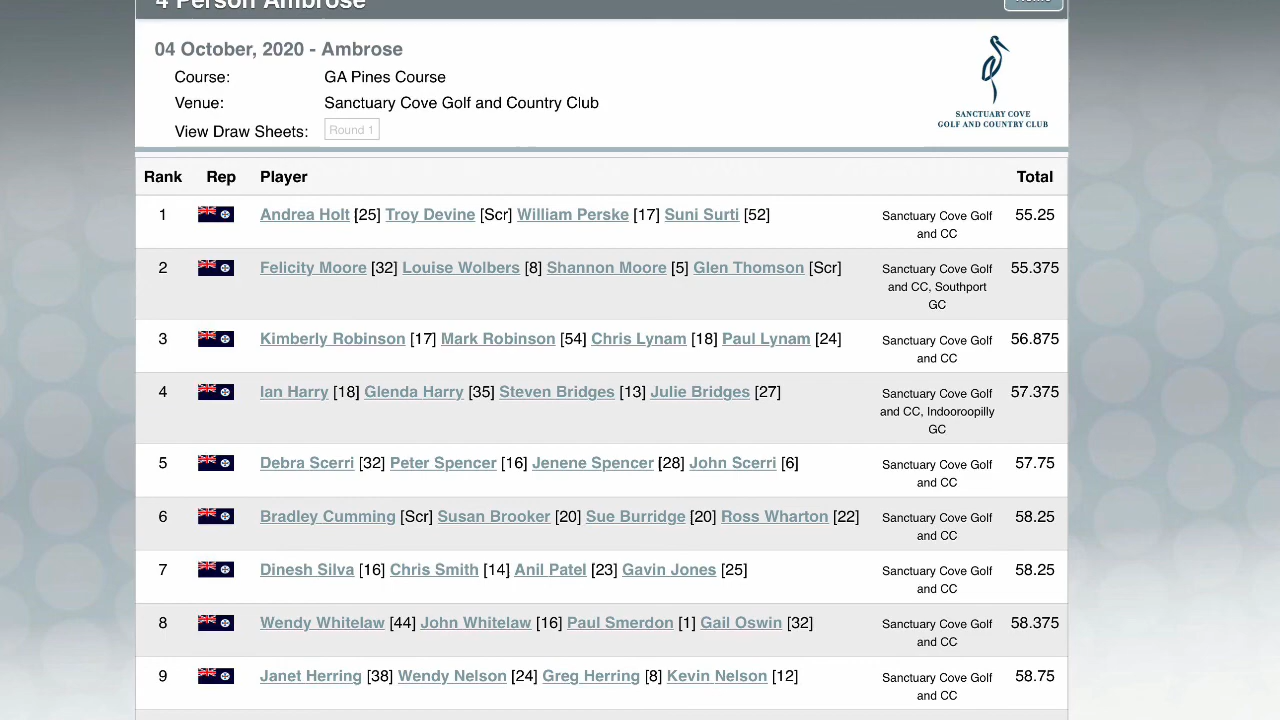 4 Person Ambrose
04 October, 2020 - Ambrose
Course: GA Pines Course
Venue: Sanctuary Cove Golf and Country Club
View Draw Sheets: Round 1
SANCTUARY COVE
GOLF AND COUNTRY CLUB
Rank Rep Player Total
1 Andrea Holt [25] Troy Devine [Scr] William Perske [17] Suni Surti [52] Sanctuary Cove Golf 55.25
and CC
2 Felicity Moore [32] Louise Wolbers [8] Shannon Moore [5] Glen Thomson [Scr] Sanctuary Cove Golf 55.375
and CC, Southport
GC
3 Kimberly Robinson [17] Mark Robinson [54] Chris Lynam [18] Paul Lynam [24] Sanctuary Cove Golf 56.875
and CC
4 Ian Harry [18] Glenda Harry [35] Steven Bridges [13] Julie Bridges [27] Sanctuary Cove Golf 57.375
and CC, Indooroopilly
GC
5 Debra Scerri [32] Peter Spencer [16] Jenene Spencer [28] John Scerri [6] Sanctuary Cove Golf 57.75
and CC
6 Bradley Cumming [Scr] Susan Brooker [20] Sue Burridge [20] Ross Wharton [22] Sanctuary Cove Golf 58.25
and CC
7 Dinesh Silva [16] Chris Smith [14] Anil Patel [23] Gavin Jones [25] Sanctuary Cove Golf 58.25
and CC
8 Wendy Whitelaw [44] John Whitelaw [16] Paul Smerdon [1] Gail Oswin [32] Sanctuary Cove Golf 58.375
and CC
9 Janet Herring [38] Wendy Nelson [24] Greg Herring [8] Kevin Nelson [12] Sanctuary Cove Golf 58.75
and CC